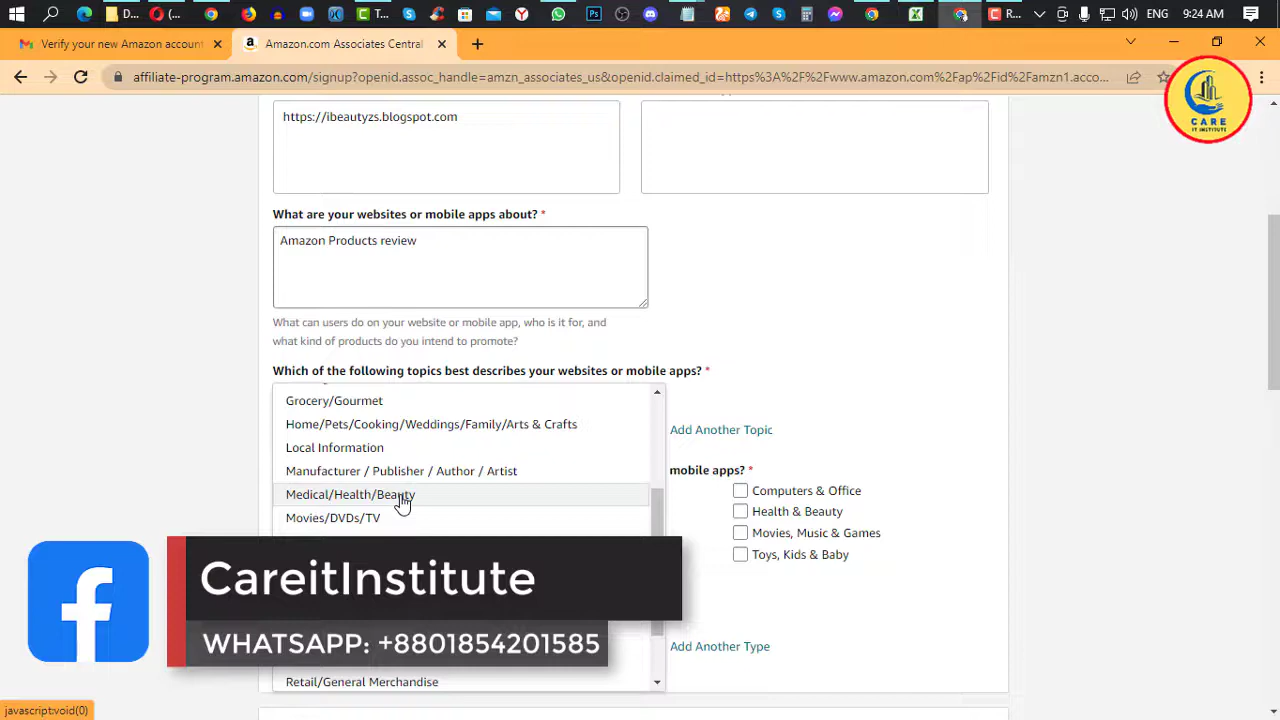 D...
(...
T...
R...
ENG
9:24 AM
Verify your new Amazon account
Amazon.com Associates Central
affiliate-program.amazon.com/signup?openid.assoc_handle=amzn_associates_us&openid.claimed_id=https%3A%2F%2Fwww.amazon.com%2Fap%2Fid%2Famzn1.acco...
CARE
IT INSTITUTE
https://ibeautyzs.blogspot.com
What are your websites or mobile apps about? *
Amazon Products review
What can users do on your website or mobile app, who is it for, and
what kind of products do you intend to promote?
Which of the following topics best describes your websites or mobile apps? *
Grocery/Gourmet
Home/Pets/Cooking/Weddings/Family/Arts & Crafts
Add Another Topic
Local Information
Manufacturer / Publisher / Author / Artist
mobile apps? *
Medical/Health/Beauty
Computers & Office
Movies/DVDs/TV
Health & Beauty
Movies, Music & Games
Toys, Kids & Baby
CareitInstitute
WHATSAPP: +8801854201585
Add Another Type
Retail/General Merchandise
javascript:void(0)